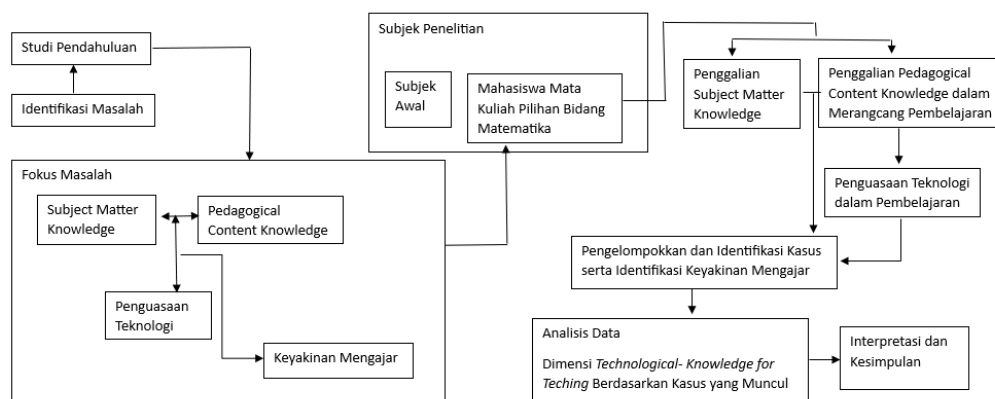 Studi Pendahuluan
Identifikasi Masalah
Fokus Masalah
Subject Matter
Knowledge
Pedagogical
Content Knowledge
Penguasaan
Teknologi
Keyakinan Mengajar
Subjek Penelitian
Subjek
Awal
Mahasiswa Mata
Kuliah Pilihan Bidang
Matematika
Penggalian
Subject Matter
Knowledge
Penggalian Pedagogical
Content Knowledge dalam
Merangcang Pembelajaran
Penguasaan Teknologi
dalam Pembelajaran
Pengelompokkan dan Identifikasi Kasus
serta Identifikasi Keyakinan Mengajar
Analisis Data
Dimensi Technological- Knowledge for
Teching Berdasarkan Kasus yang Muncul
Interpretasi dan
Kesimpulan